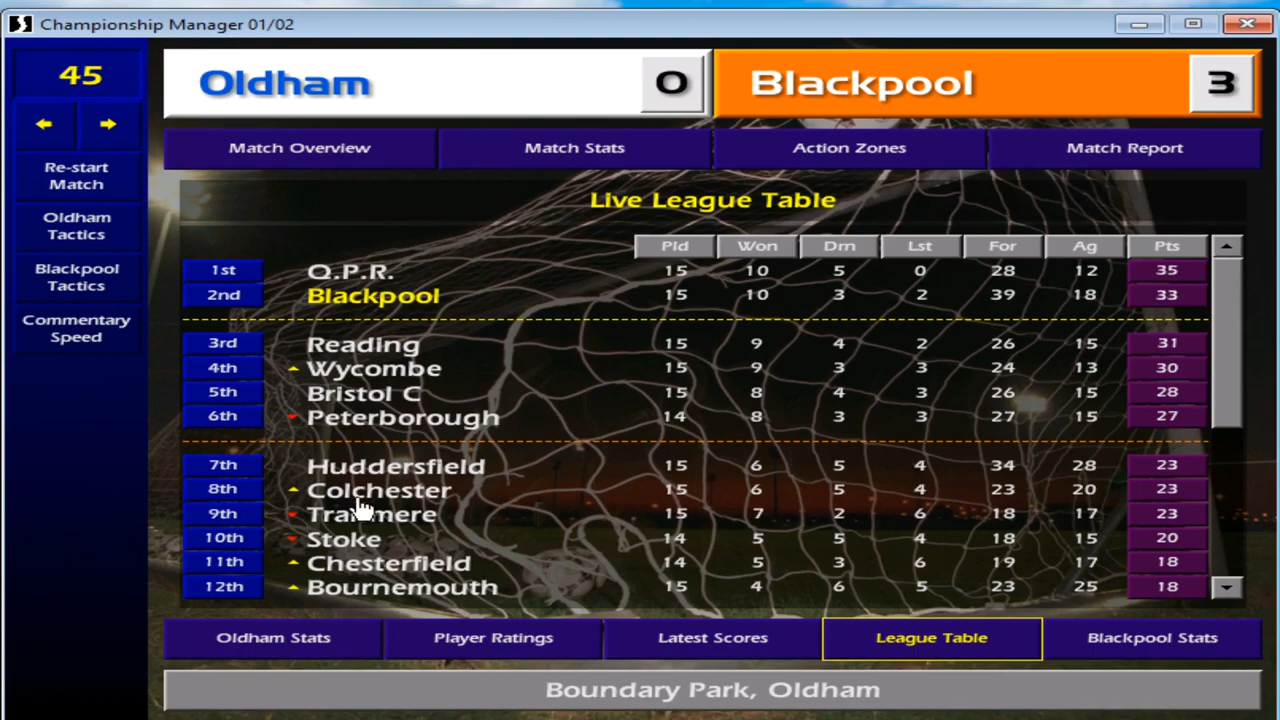 Championship Manager 01/02
45
Re-start
Match
Oldham
Tactics
Blackpool
Tactics
Commentary
Speed
Oldham 0 Blackpool 3
Match Overview Match Stats Action Zones Match Report
Live League Table
Pld Won Drn Lst For Ag Pts
1st Q.P.R. 15 10 5 0 28 12 35
2nd Blackpool 15 10 3 2 39 18 33
3rd Reading 15 9 4 2 26 15 31
4th Wycombe 15 9 3 3 24 13 30
5th Bristol C 15 8 4 3 26 15 28
6th Peterborough 14 8 3 3 27 15 27
7th Huddersfield 15 6 5 4 34 28 23
8th Colchester 15 6 5 4 23 20 23
9th Tranmere 15 7 2 6 18 17 23
10th Stoke 14 5 5 4 18 15 20
11th Chesterfield 14 5 3 6 19 17 18
12th Bournemouth 15 4 6 5 23 25 18
Oldham Stats Player Ratings Latest Scores League Table Blackpool Stats
Boundary Park, Oldham